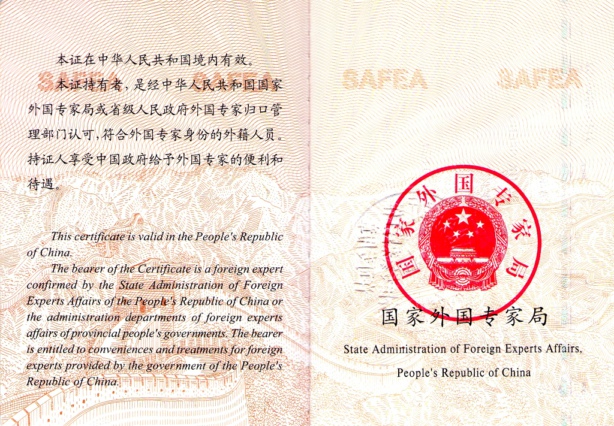 SAFEA SAFEA SAFEA SAFEA
本证在中华人民共和国境内有效。
本证持有者，是经中华人民共和国国家
外国专家局或省级人民政府外国专家归口管
理部门认可，符合外国专家身份的外籍人员。
持证人享受中国政府给予外国专家的便利和
待遇。
This certificate is valid in the People's Republic
of China.
The bearer of the Certificate is a foreign expert
confirmed by the State Administration of Foreign
Experts Affairs of the People's Republic of China or
the administration departments of foreign experts
affairs of provincial people's governments. The bearer
is entitled to conveniences and treatments for foreign
experts provided by the government of the People's
Republic of China.
国家外国专家局
国家外国专家局
State Administration of Foreign Experts Affairs,
People's Republic of China